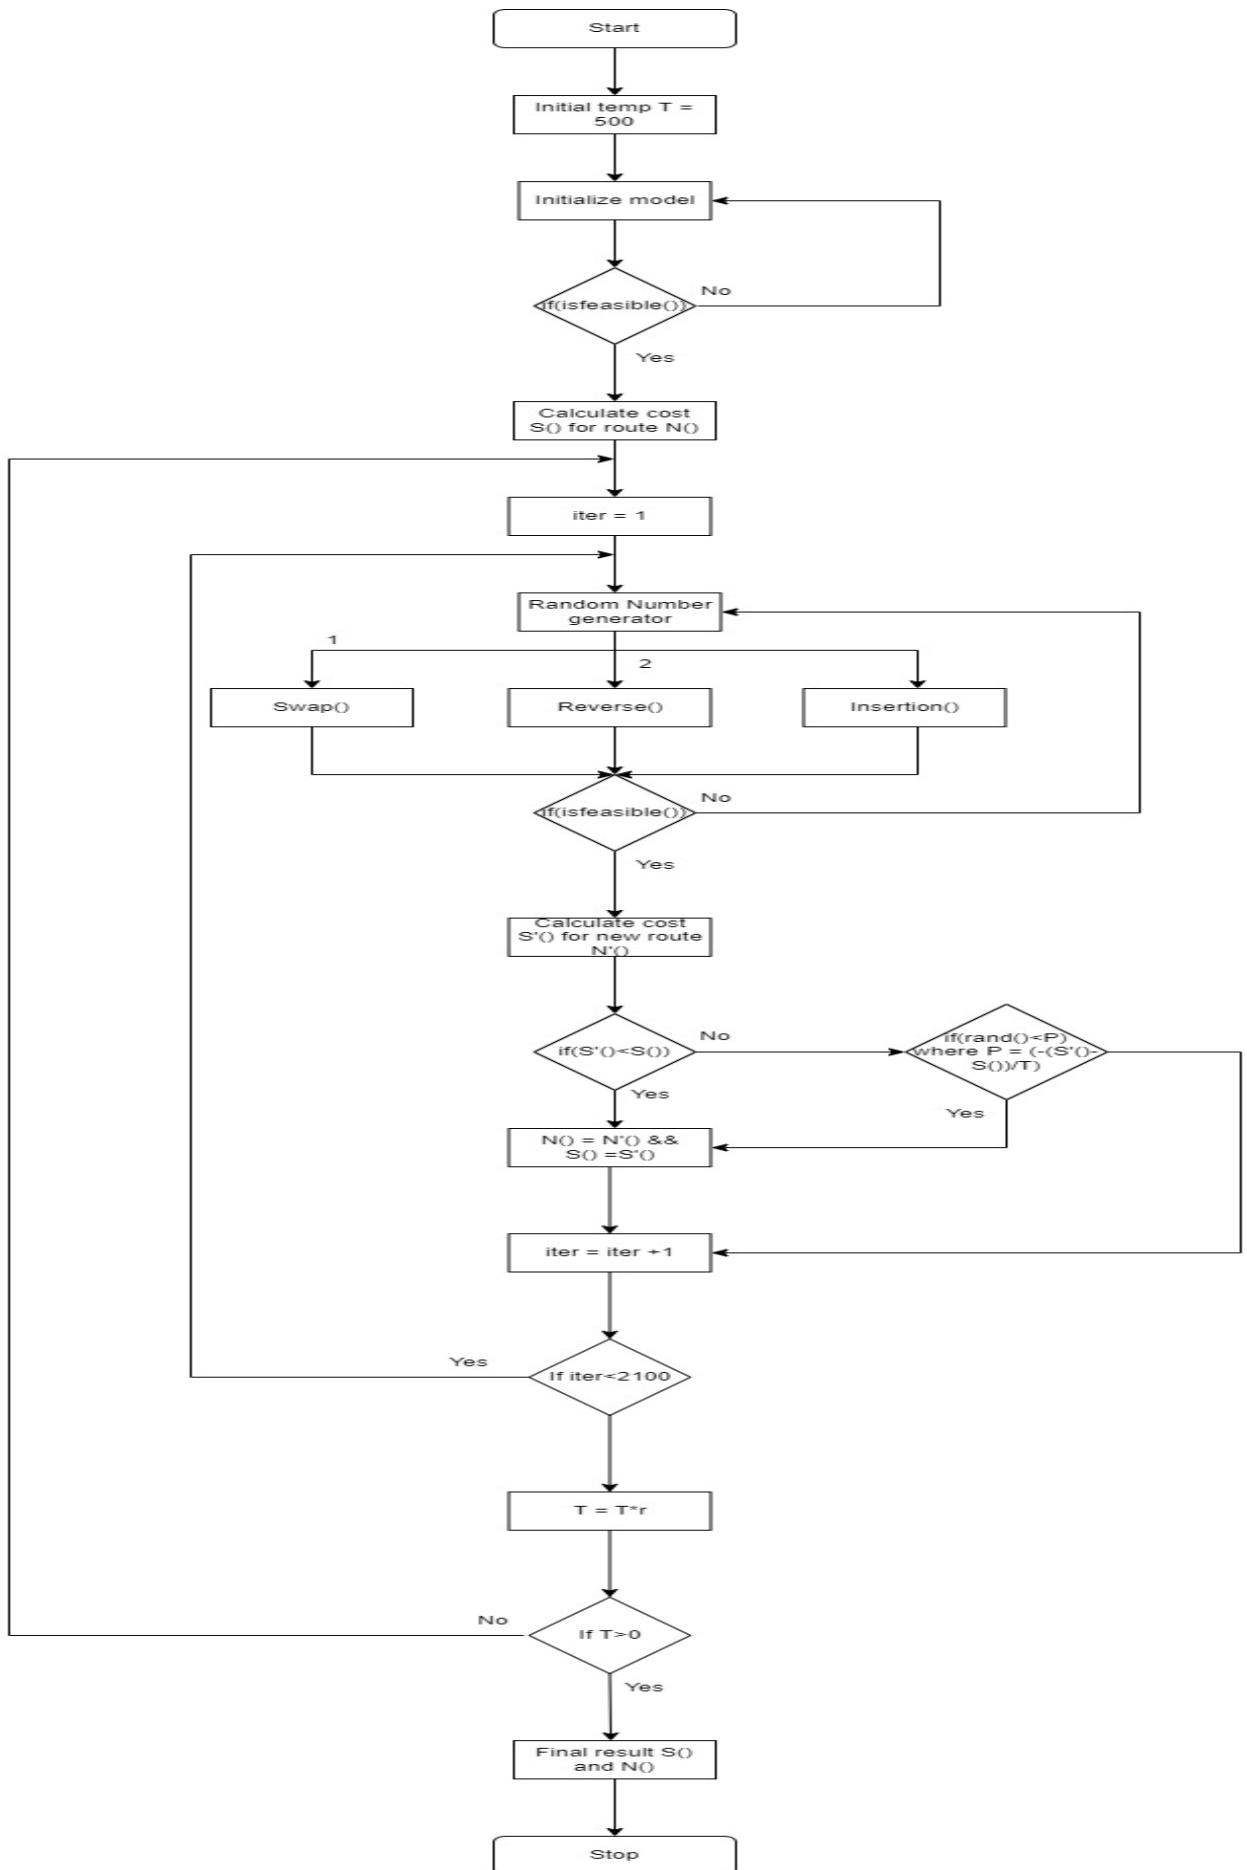 Start
Initial temp T =
500
Initialize model
if(isfeasible())
No
Yes
Calculate cost
S() for route N()
iter = 1
Random Number
generator
1
2
Swap()
Reverse()
Insertion()
if(isfeasible())
No
Yes
Calculate cost
S'() for new route
N'()
if(S'()<S())
No
if(rand()<P)
where P = (-(S'()-
S())/T)
Yes
Yes
N() = N'() &&
S() =S'()
iter = iter +1
Yes
If iter<2100
T = T*r
No
If T>0
Yes
Final result S()
and N()
Stop